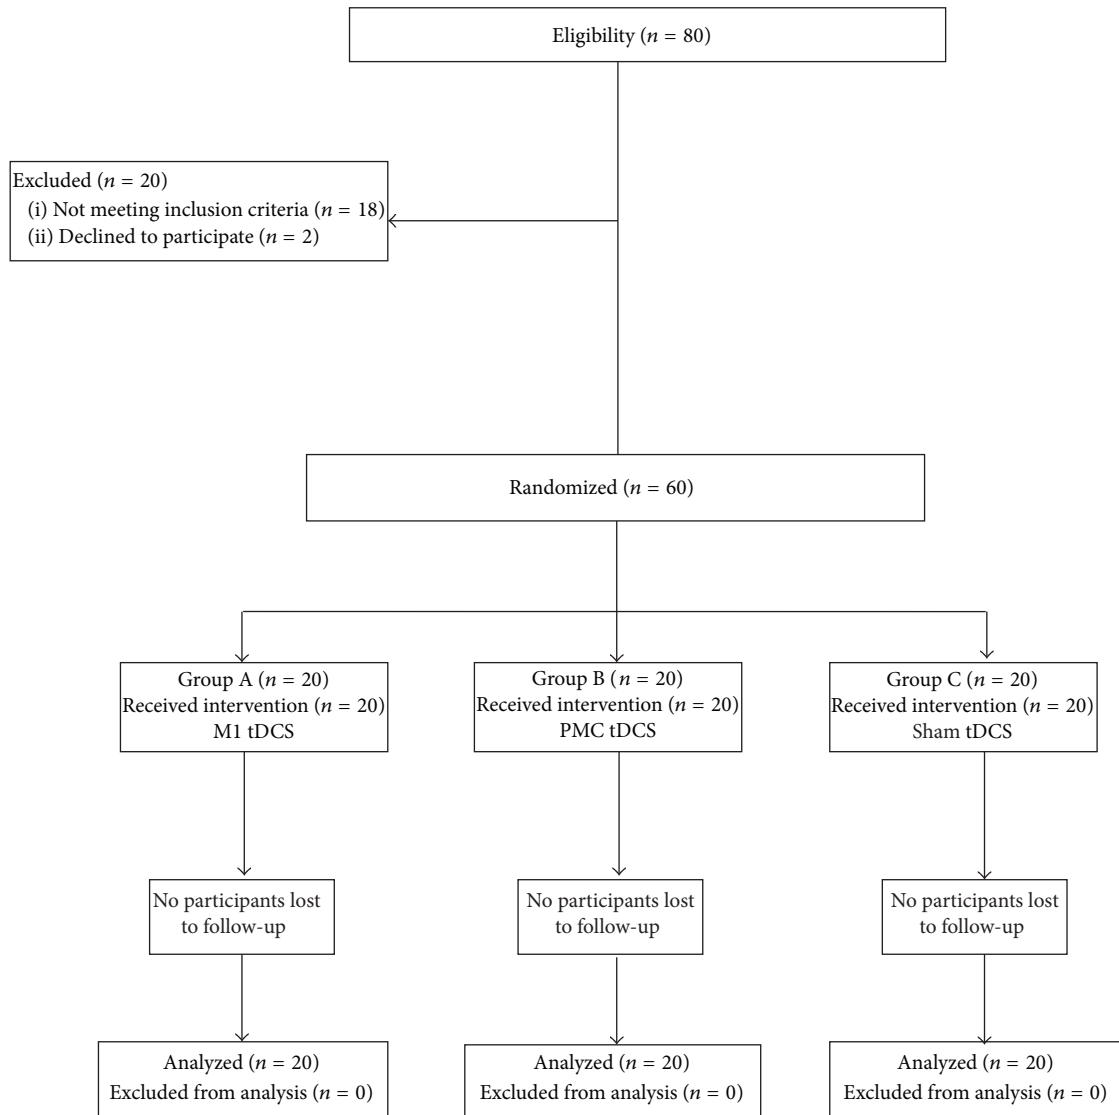 Eligibility (n = 80)
Excluded (n = 20)
(i) Not meeting inclusion criteria (n = 18)
(ii) Declined to participate (n = 2)
Randomized (n = 60)
Group A (n = 20)
Received intervention (n = 20)
M1 tDCS
Group B (n = 20)
Received intervention (n = 20)
PMC tDCS
Group C (n = 20)
Received intervention (n = 20)
Sham tDCS
No participants lost
to follow-up
No participants lost
to follow-up
No participants lost
to follow-up
Analyzed (n = 20)
Excluded from analysis (n = 0)
Analyzed (n = 20)
Excluded from analysis (n = 0)
Analyzed (n = 20)
Excluded from analysis (n = 0)